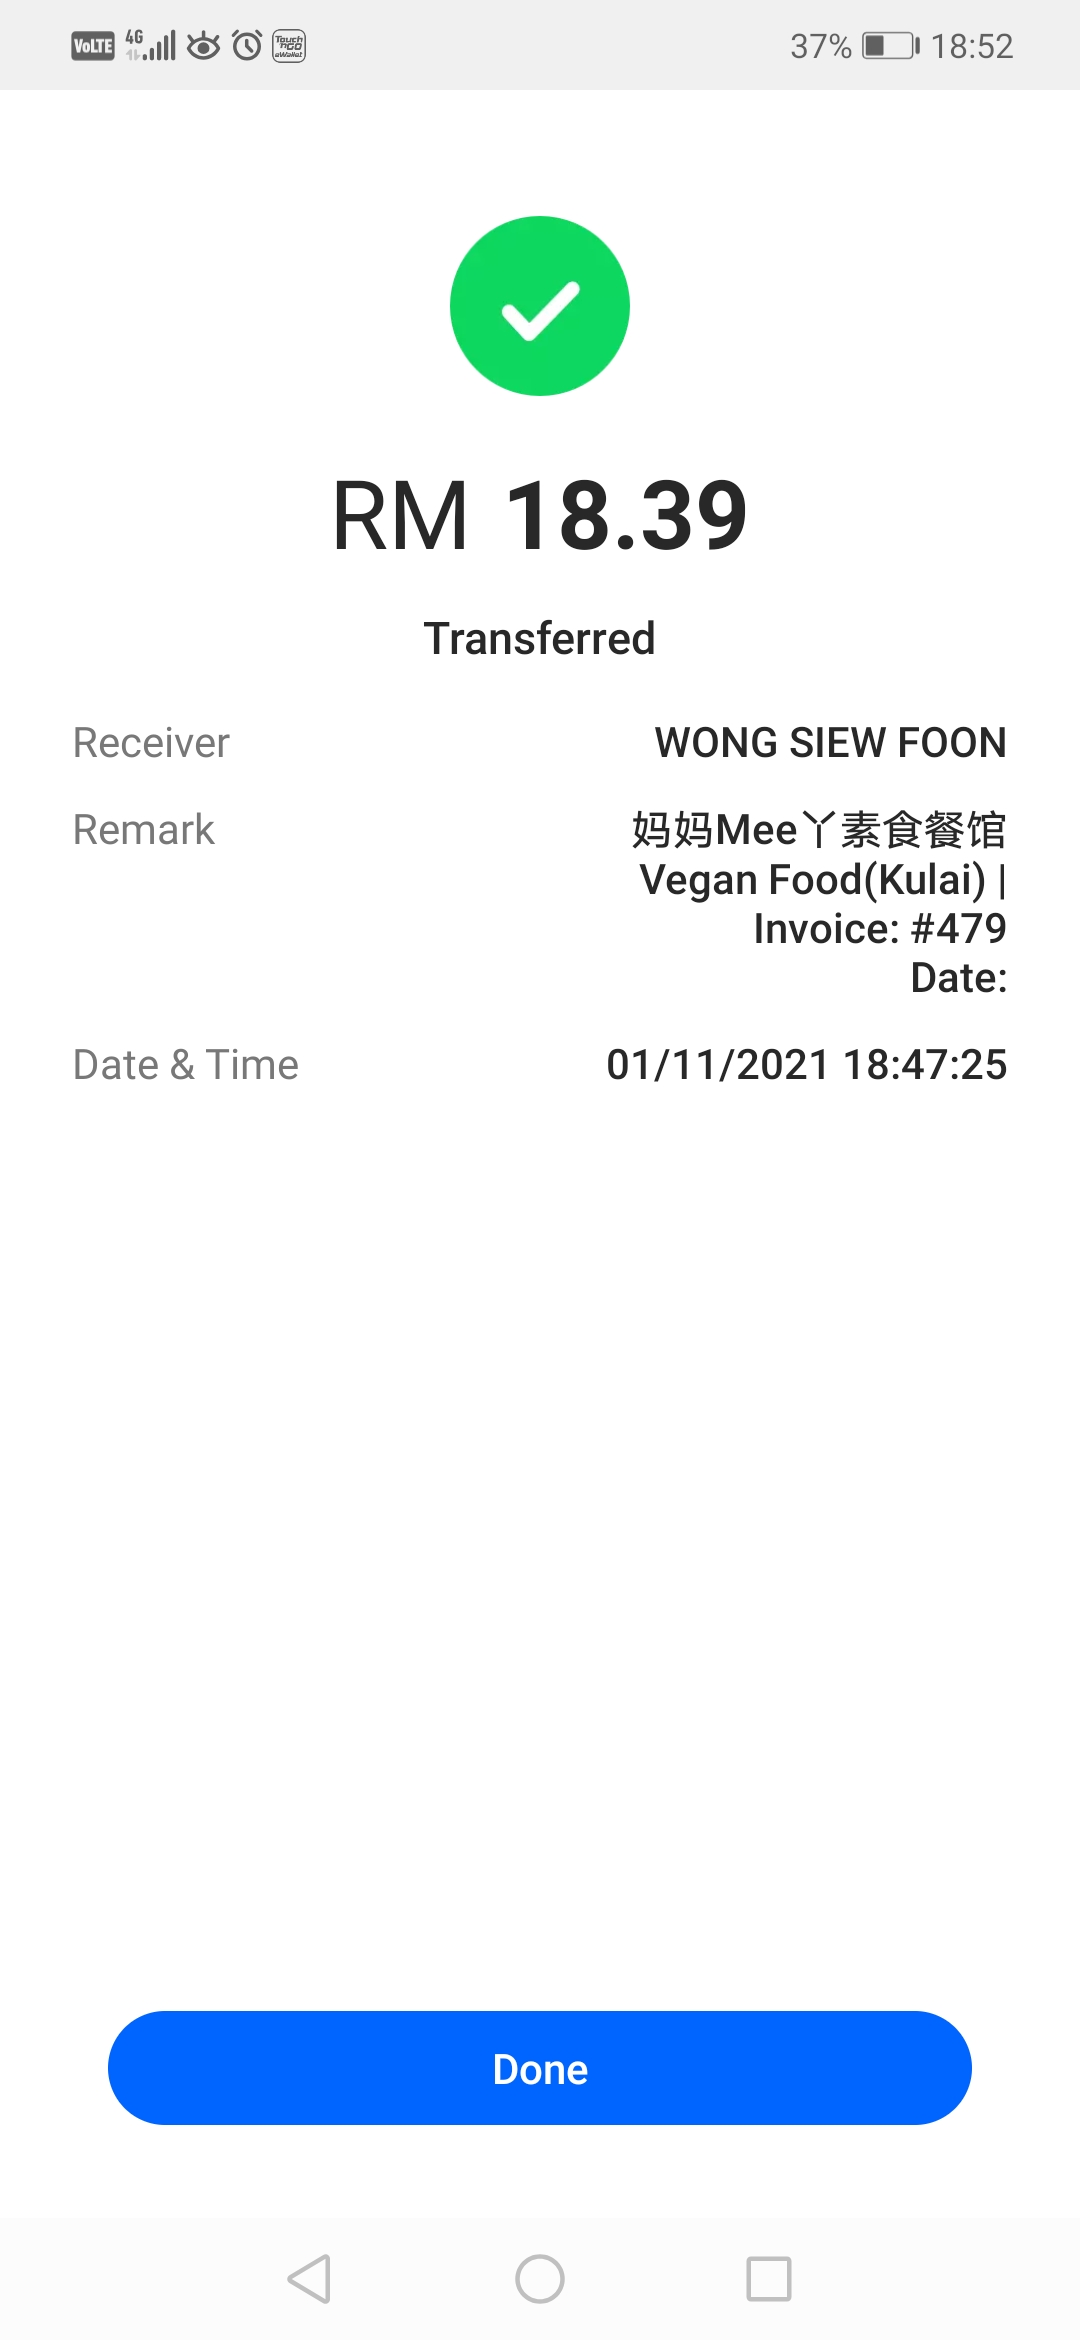 VoLTE 4G Touch 'n GO eWallet 37% 18:52
RM 18.39
Transferred
Receiver WONG SIEW FOON
Remark 妈妈Mee丫素食餐馆
Vegan Food(Kulai) |
Invoice: #479
Date:
Date & Time 01/11/2021 18:47:25
Done